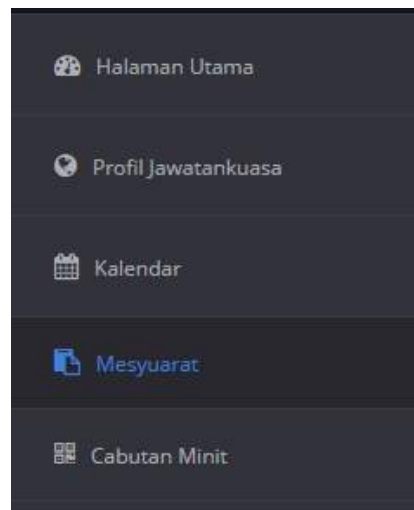 Halaman Utama
Profil Jawatankuasa
Kalendar
Mesyuarat
Cabutan Minit